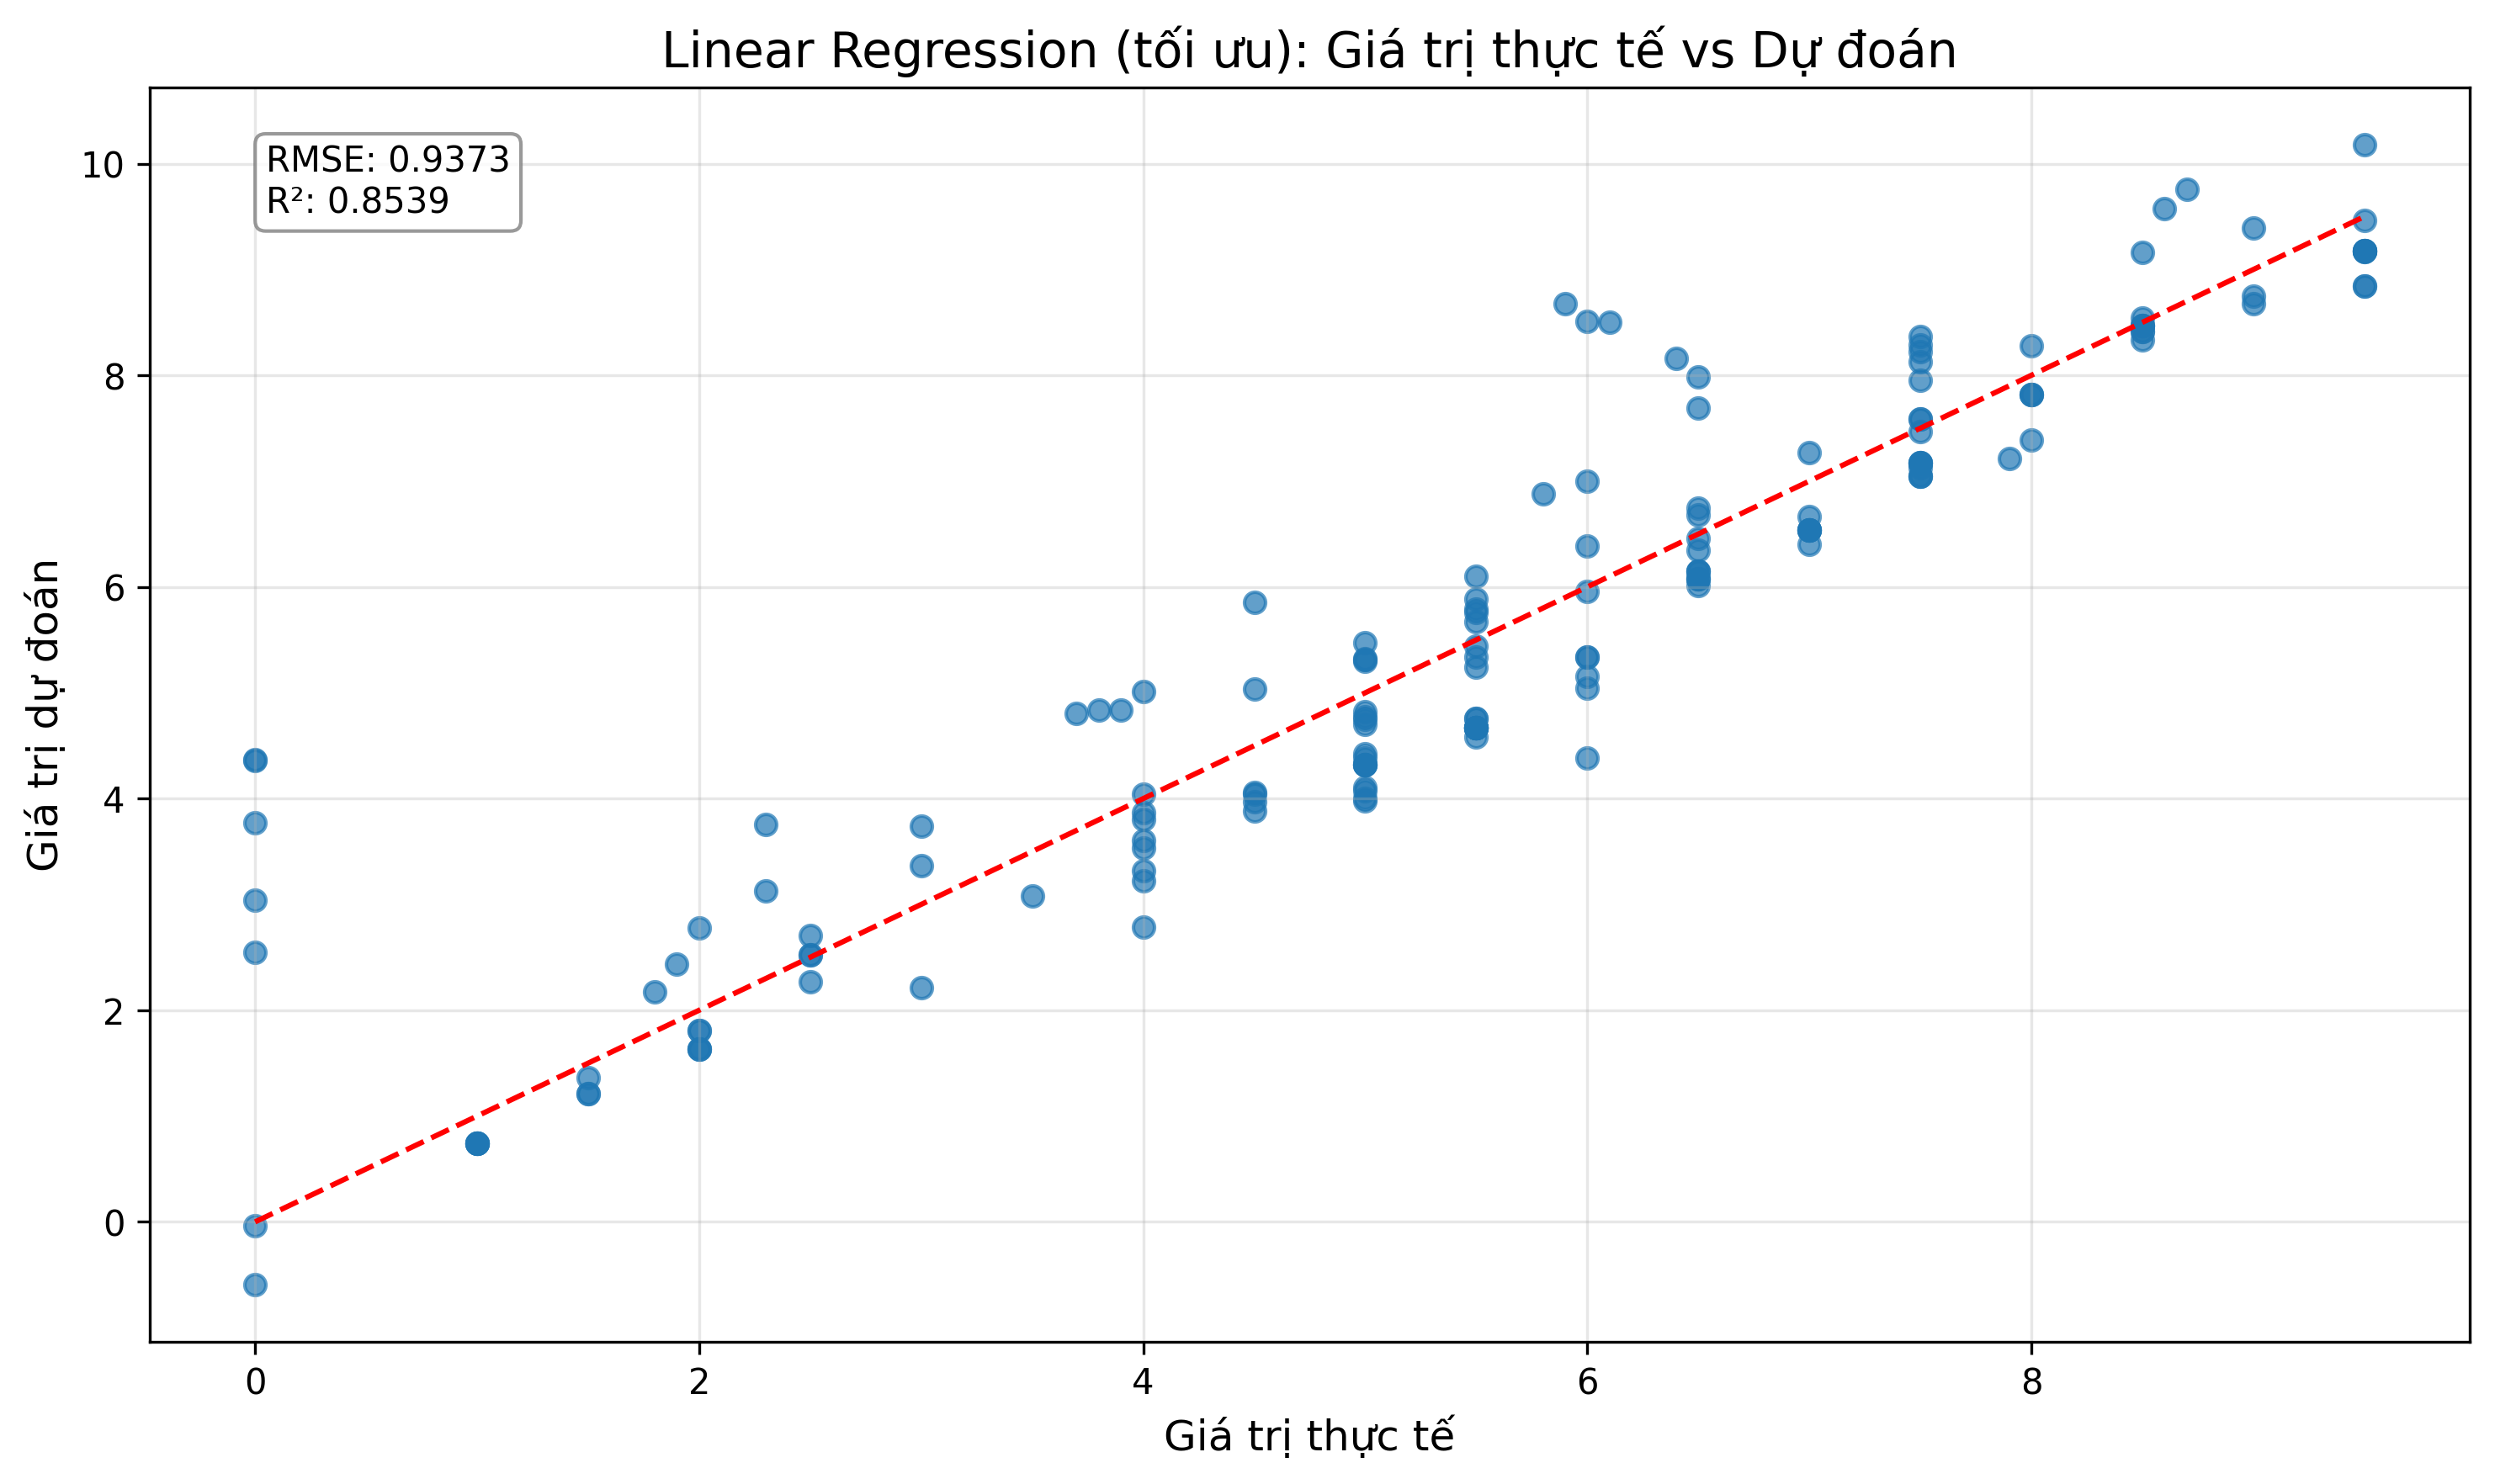 Linear Regression (tối ưu): Giá trị thực tế vs Dự đoán
RMSE: 0.9373
R²: 0.8539
Giá trị dự đoán
10
8
6
4
2
0
0
2
4
6
8
Giá trị thực tế